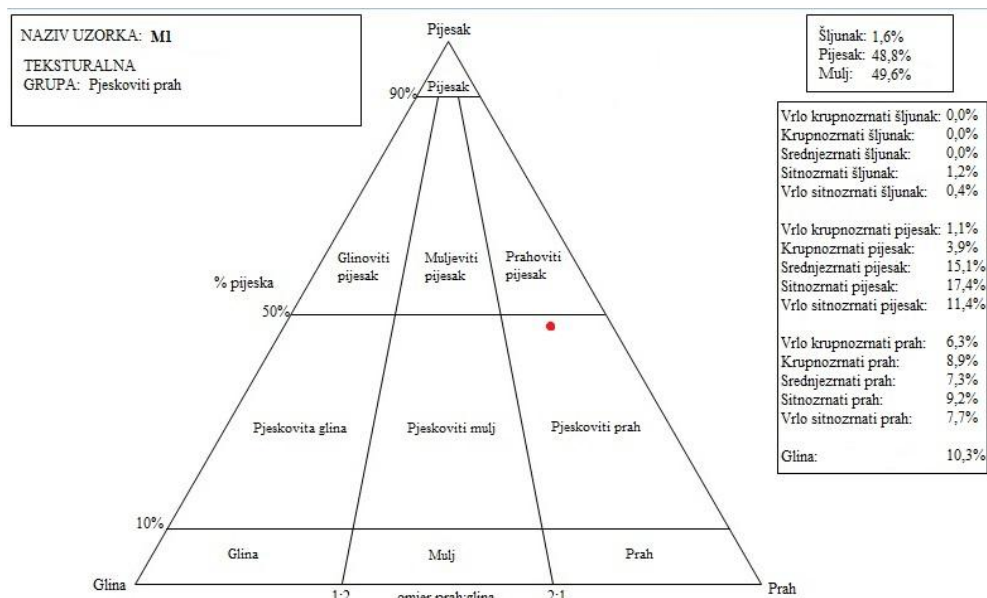 NAZIV UZORKA: M1
TEKSTURALNA
GRUPA: Pjeskoviti prah
Pijesak
90%
Pijesak
Glinoviti
pijesak
Muljeviti
pijesak
Prahoviti
pijesak
% pijeska
50%
Pjeskovita glina
Pjeskoviti mulj
Pjeskoviti prah
10%
Glina
Mulj
Prah
Glina
1:2
omjer prah:glina
2:1
Prah
Šljunak: 1,6%
Pijesak: 48,8%
Mulj: 49,6%
Vrlo krupnozrnati šljunak: 0,0%
Krupnozrnati šljunak: 0,0%
Srednjezrnati šljunak: 0,0%
Sitnozrnati šljunak: 1,2%
Vrlo sitnozrnati šljunak: 0,4%
Vrlo krupnozrnati pijesak: 1,1%
Krupnozrnati pijesak: 3,9%
Srednjezrnati pijesak: 15,1%
Sitnozrnati pijesak: 17,4%
Vrlo sitnozrnati pijesak: 11,4%
Vrlo krupnozrnati prah: 6,3%
Krupnozrnati prah: 8,9%
Srednjezrnati prah: 7,3%
Sitnozrnati prah: 9,2%
Vrlo sitnozrnati prah: 7,7%
Glina: 10,3%